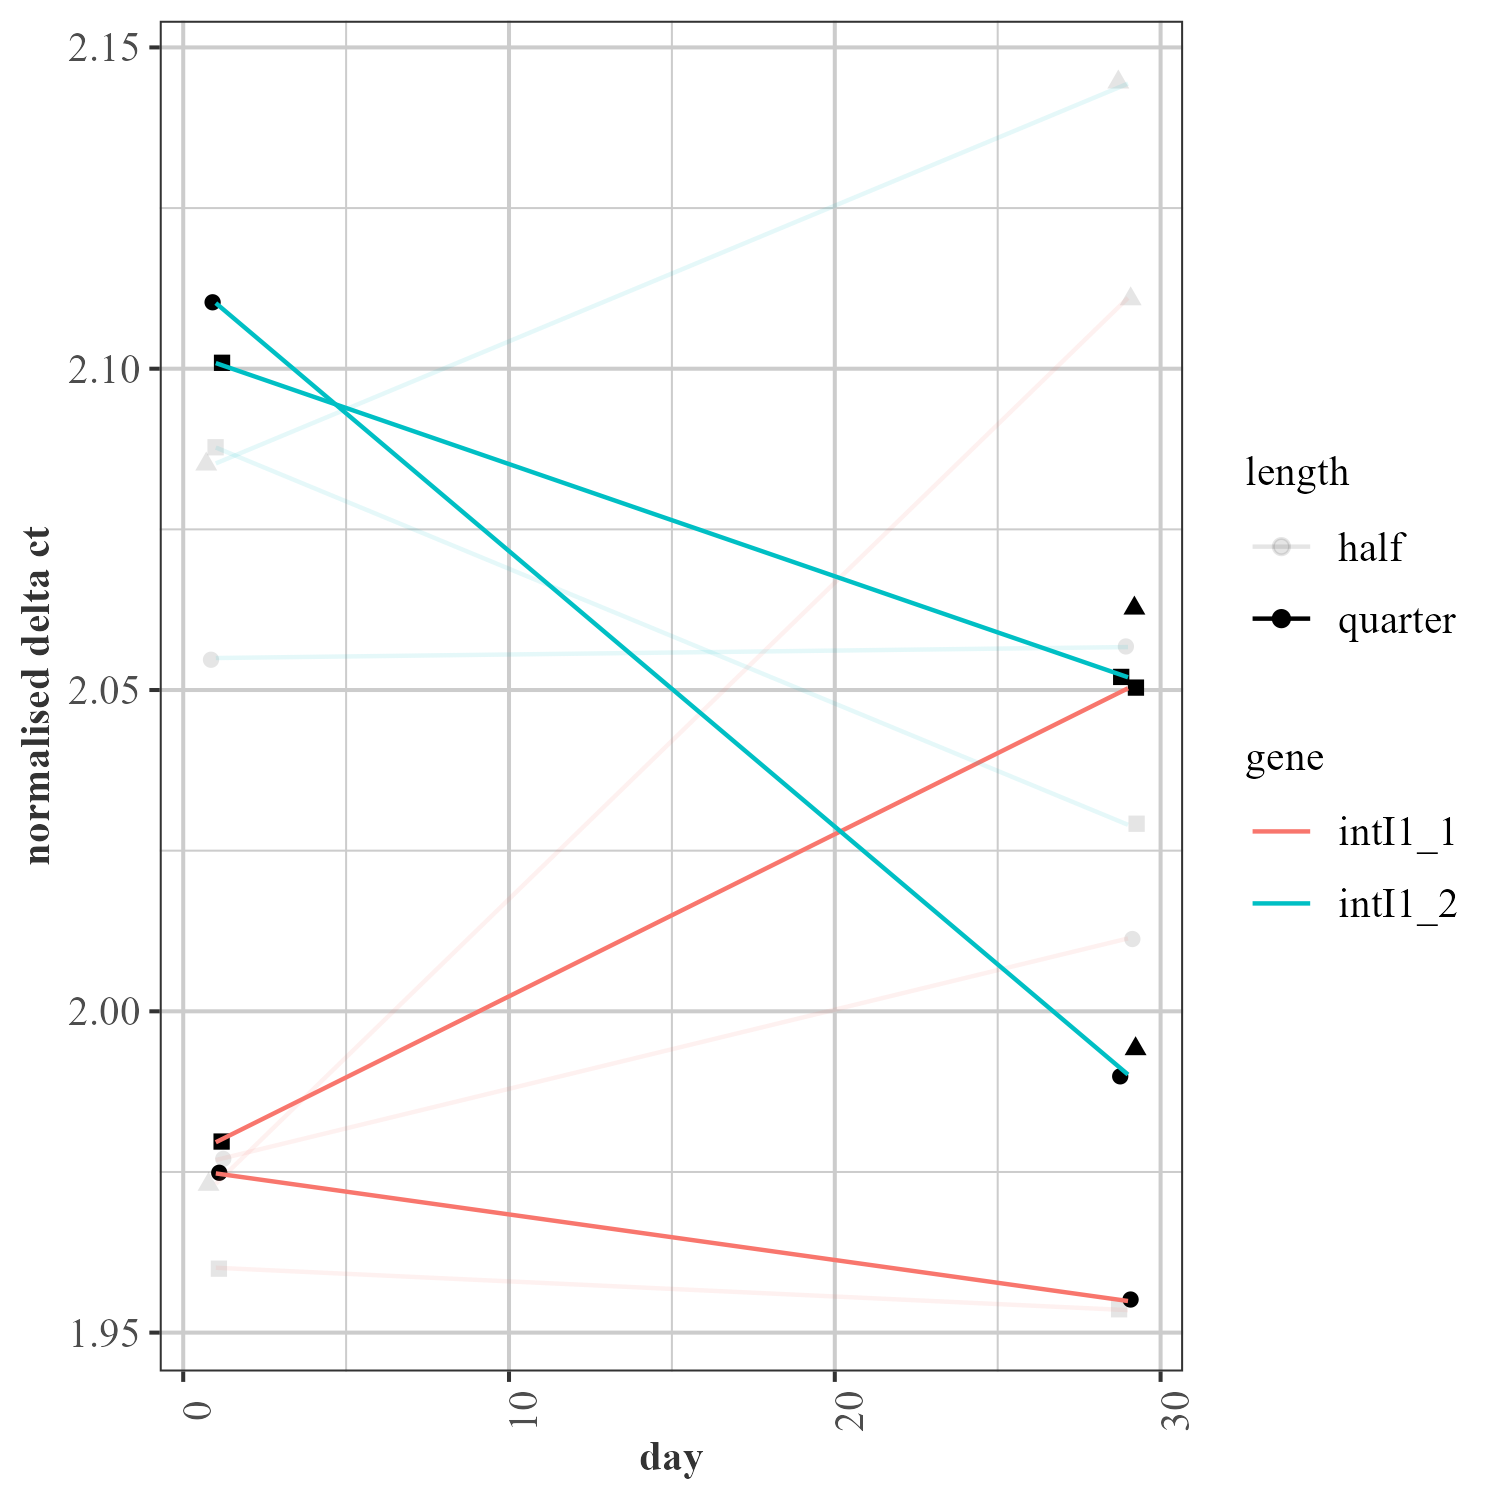 2.15
2.10
2.05
2.00
1.95
normalised delta ct
0
10
20
30
day
length
half
quarter
gene
intI1_1
intI1_2